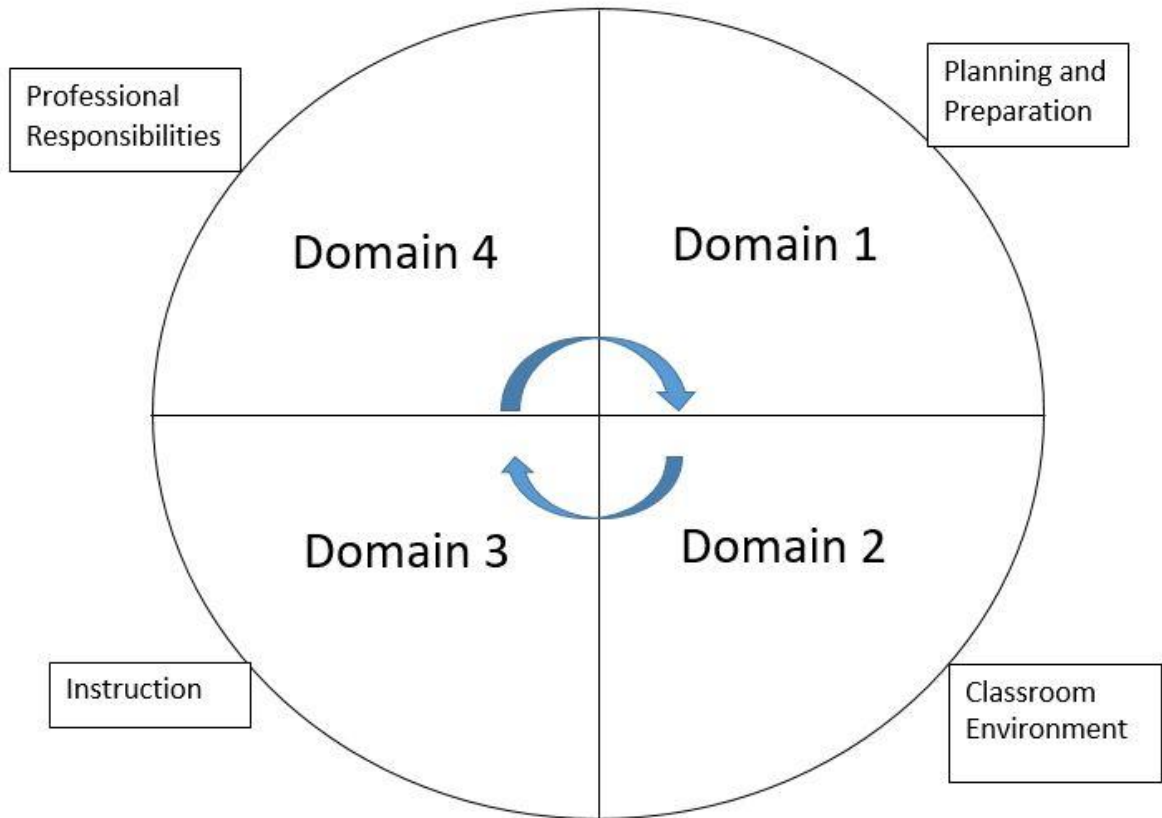 Professional
Responsibilities
Planning and
Preparation
Domain 4
Domain 1
Domain 3
Domain 2
Instruction
Classroom
Environment